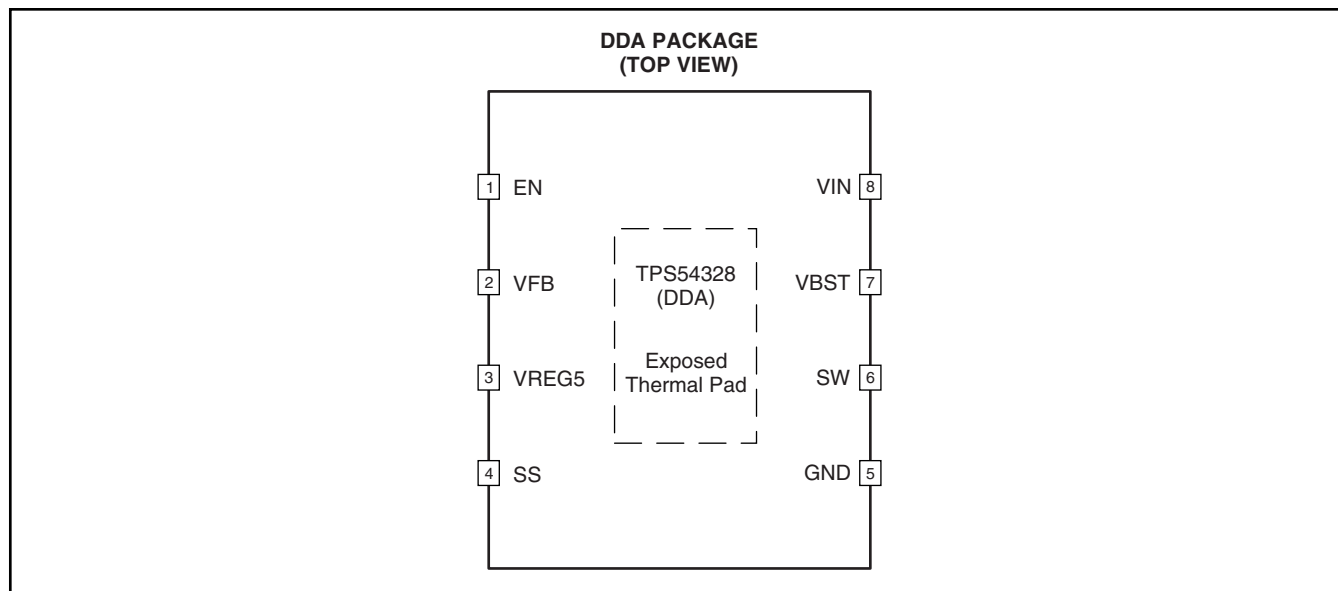 DDA PACKAGE
(TOP VIEW)
1 EN
VIN 8
2 VFB
TPS54328
(DDA)
VBST 7
3 VREG5
Exposed
Thermal Pad
SW 6
4 SS
GND 5